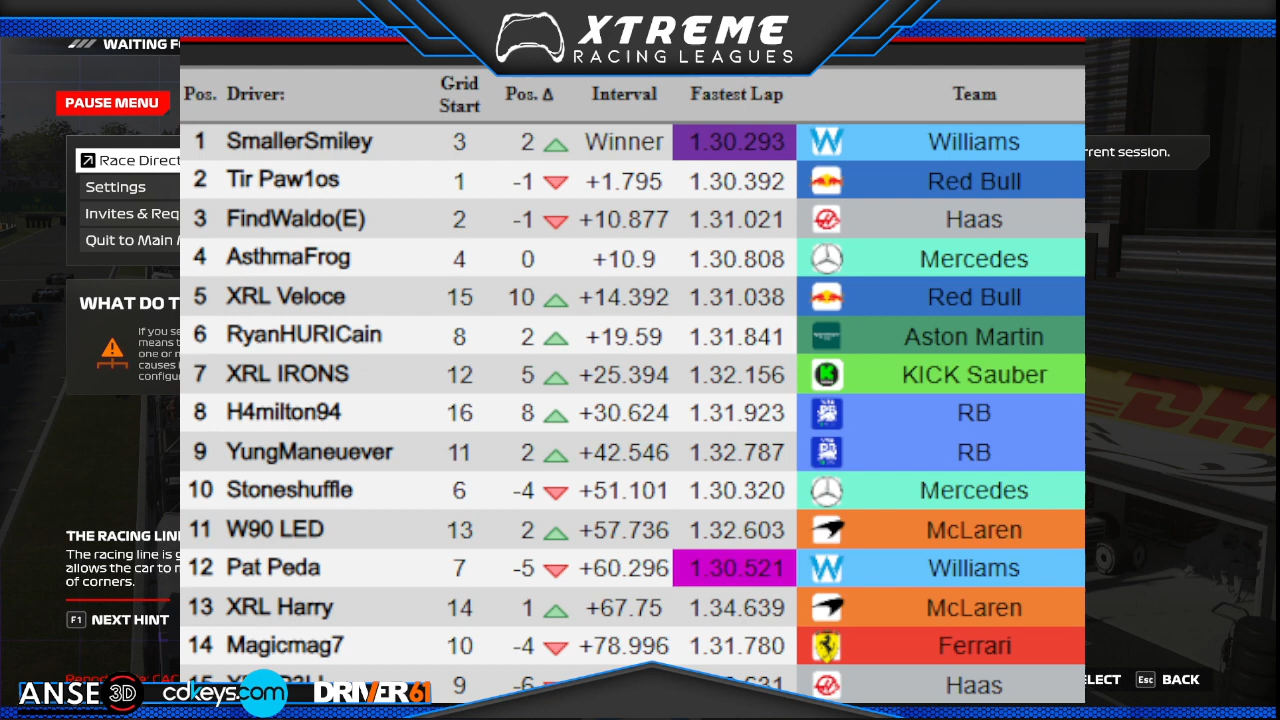 XTREME
RACING LEAGUES
WAITING
PAUSE MENU
Race Direct
Settings
Invites & Req
Quit to Main
WHAT DO
If you se
means
one or
causes
configur
THE RACING LINE
The racing line is
allows the car to
of corners.
F1 NEXT HINT
rrent session.
Pos. Driver: Grid Start Pos. Δ Interval Fastest Lap Team
1 SmallerSmiley 3 2 Winner 1.30.293 Williams
2 Tir Paw1os 1 -1 +1.795 1.30.392 Red Bull
3 FindWaldo(E) 2 -1 +10.877 1.31.021 Haas
4 AsthmaFrog 4 0 +10.9 1.30.808 Mercedes
5 XRL Veloce 15 10 +14.392 1.31.038 Red Bull
6 RyanHURICain 8 2 +19.59 1.31.841 Aston Martin
7 XRL IRONS 12 5 +25.394 1.32.156 KICK Sauber
8 H4milton94 16 8 +30.624 1.31.923 RB
9 YungManeuever 11 2 +42.546 1.32.787 RB
10 Stoneshuffle 6 -4 +51.101 1.30.320 Mercedes
11 W90 LED 13 2 +57.736 1.32.603 McLaren
12 Pat Peda 7 -5 +60.296 1.30.521 Williams
13 XRL Harry 14 1 +67.75 1.34.639 McLaren
14 Magicmag7 10 -4 +78.996 1.31.780 Ferrari
9 -6 Haas
ANSE 3D cdkeys.com DRIVER61
ELECT Esc BACK